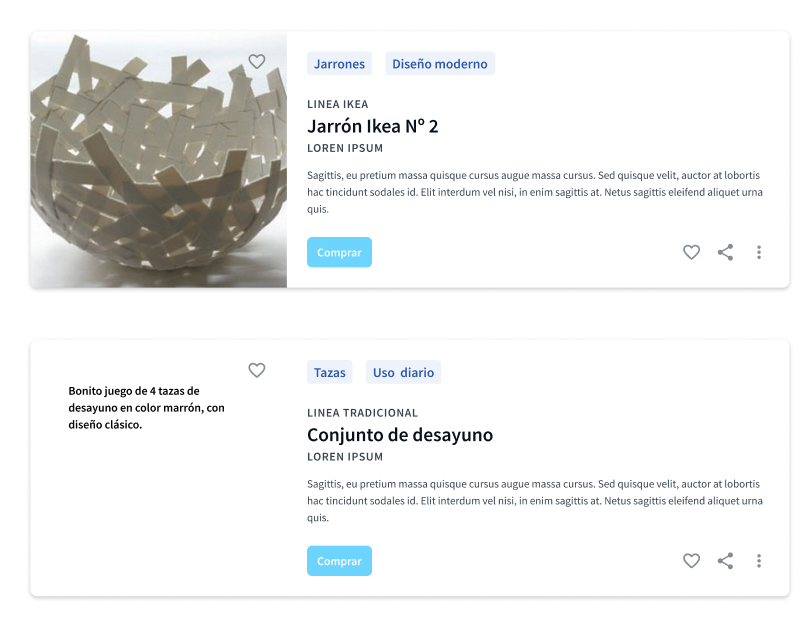 Jarrones Diseño moderno
LINEA IKEA
Jarrón Ikea Nº 2
LOREM IPSUM
Sagittis, eu pretium massa quisque cursus augue massa cursus. Sed quisque velit, auctor at lobortis
hac tincidunt sodales id. Elit interdum vel nisi, in enim sagittis at. Netus sagittis eleifend aliquet urna
quis.
Comprar
Bonito juego de 4 tazas de
desayuno en color marrón, con
diseño clásico.
Tazas Uso diario
LINEA TRADICIONAL
Conjunto de desayuno
LOREN IPSUM
Sagittis, eu pretium massa quisque cursus augue massa cursus. Sed quisque velit, auctor at lobortis
hac tincidunt sodales id. Elit interdum vel nisi, in enim sagittis at. Netus sagittis eleifend aliquet urna
quis.
Comprar